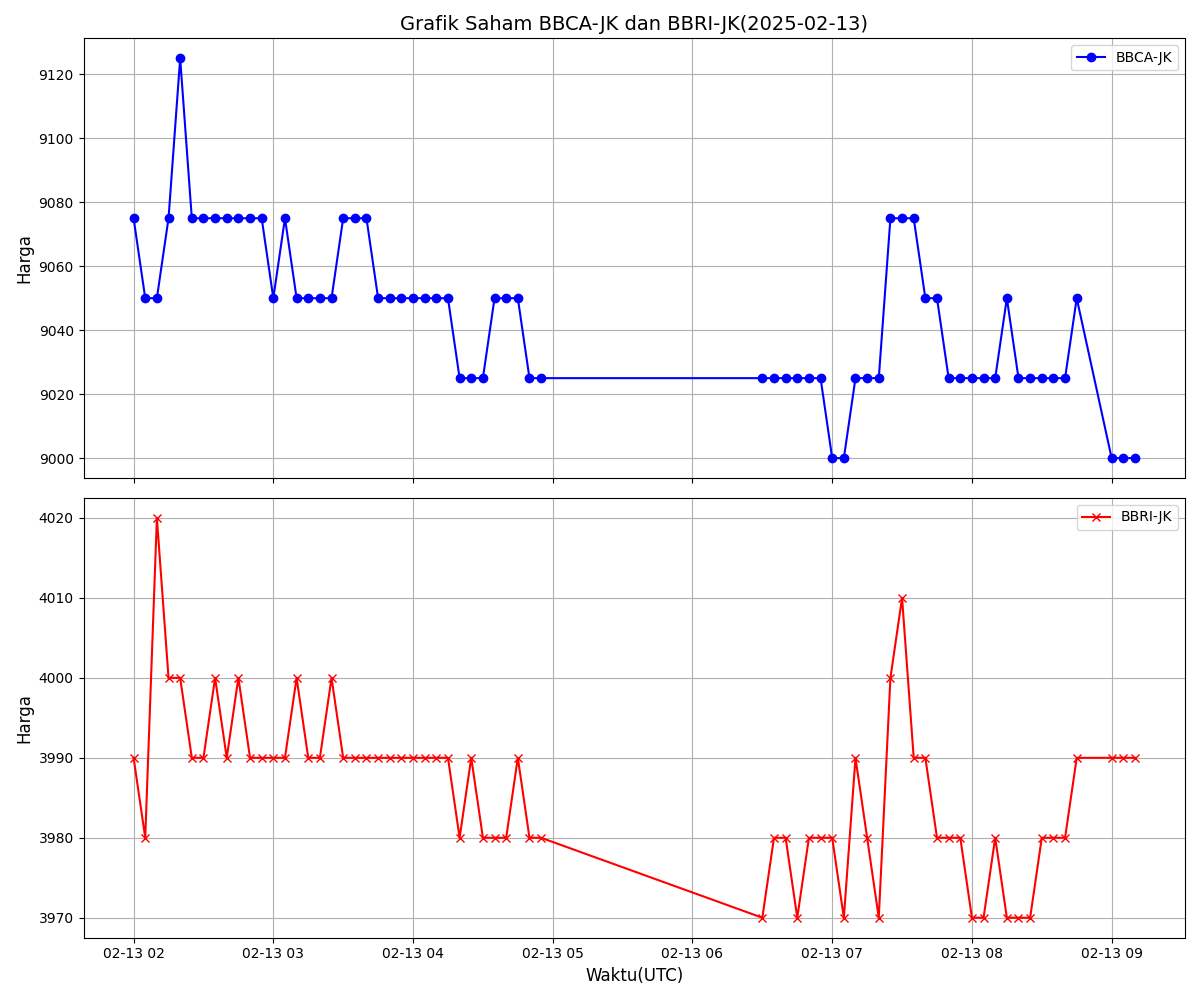 Grafik Saham BBCA-JK dan BBRI-JK(2025-02-13)
BBCA-JK
9120
9100
9080
9060
9040
9020
9000
Harga
BBRI-JK
4020
4010
4000
3990
3980
3970
Harga
02-13 02 02-13 03 02-13 04 02-13 05 02-13 06 02-13 07 02-13 08 02-13 09
Waktu(UTC)